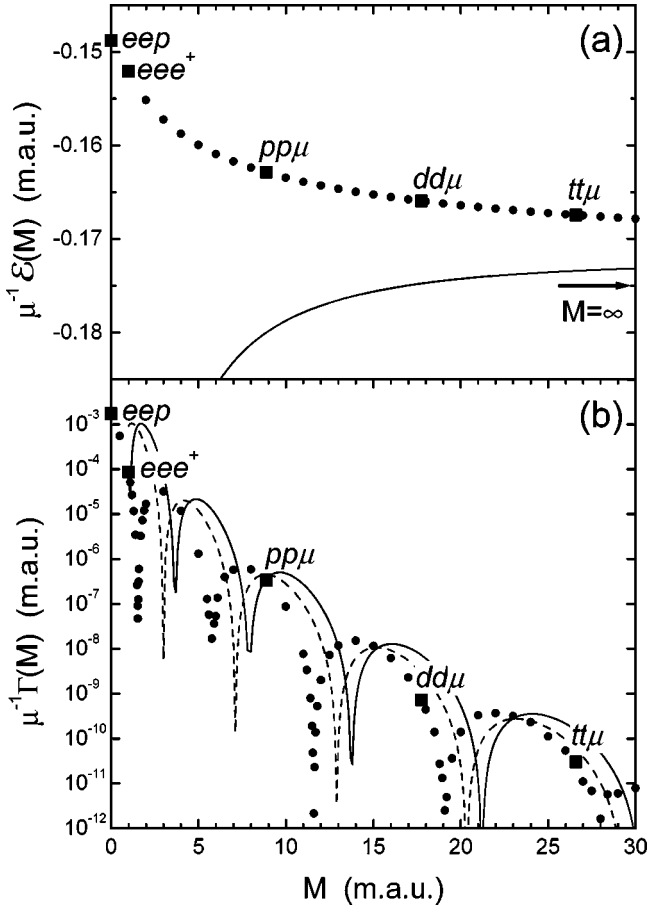 (a)
-0.15
eep
eee⁺
-0.16
ppμ
ddμ
ttμ
-0.17
M=∞
-0.18
μ⁻¹ ℰ(M) (m.a.u.)
(b)
10⁻³
eep
10⁻⁴
eee⁺
10⁻⁵
10⁻⁶
ppμ
10⁻⁷
10⁻⁸
ddμ
10⁻⁹
10⁻¹⁰
ttμ
10⁻¹¹
10⁻¹²
μ⁻¹Γ(M) (m.a.u.)
0 5 10 15 20 25 30
M (m.a.u.)